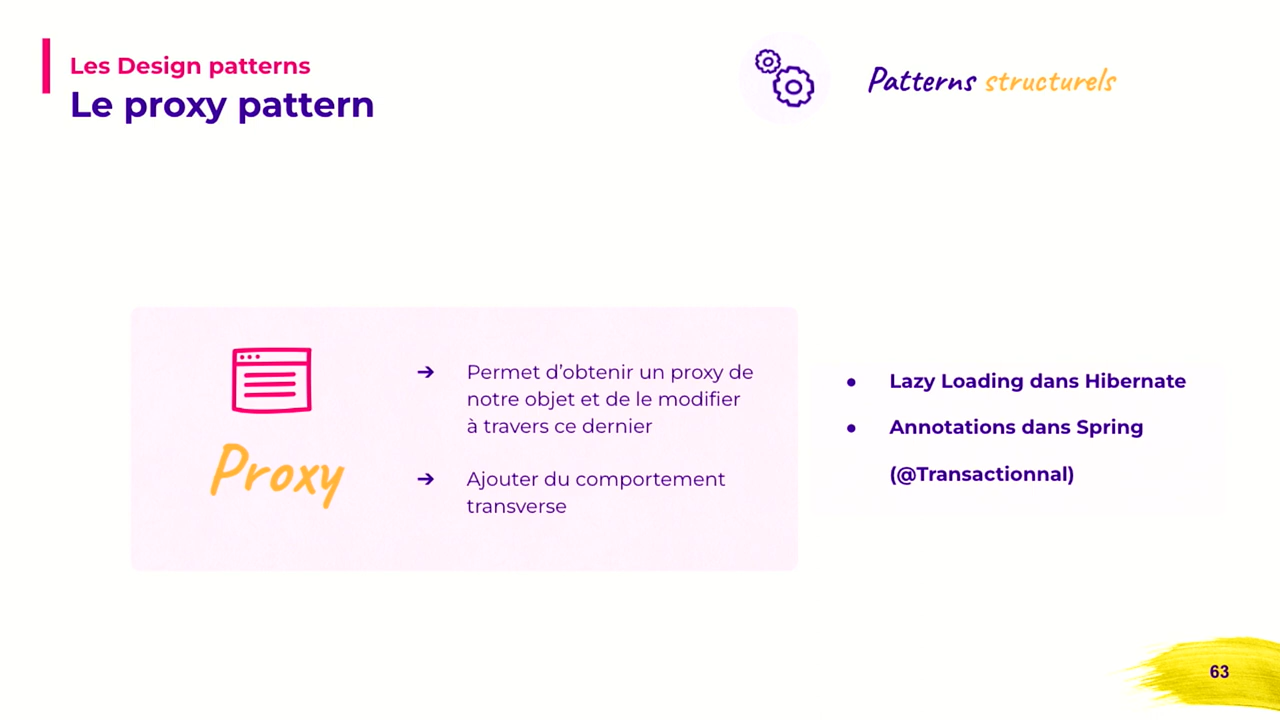 Les Design patterns
Le proxy pattern
Patterns structurels
Proxy
➔ Permet d’obtenir un proxy de
notre objet et de le modifier
à travers ce dernier
➔ Ajouter du comportement
transverse
● Lazy Loading dans Hibernate
● Annotations dans Spring
(@Transactionnal)
63